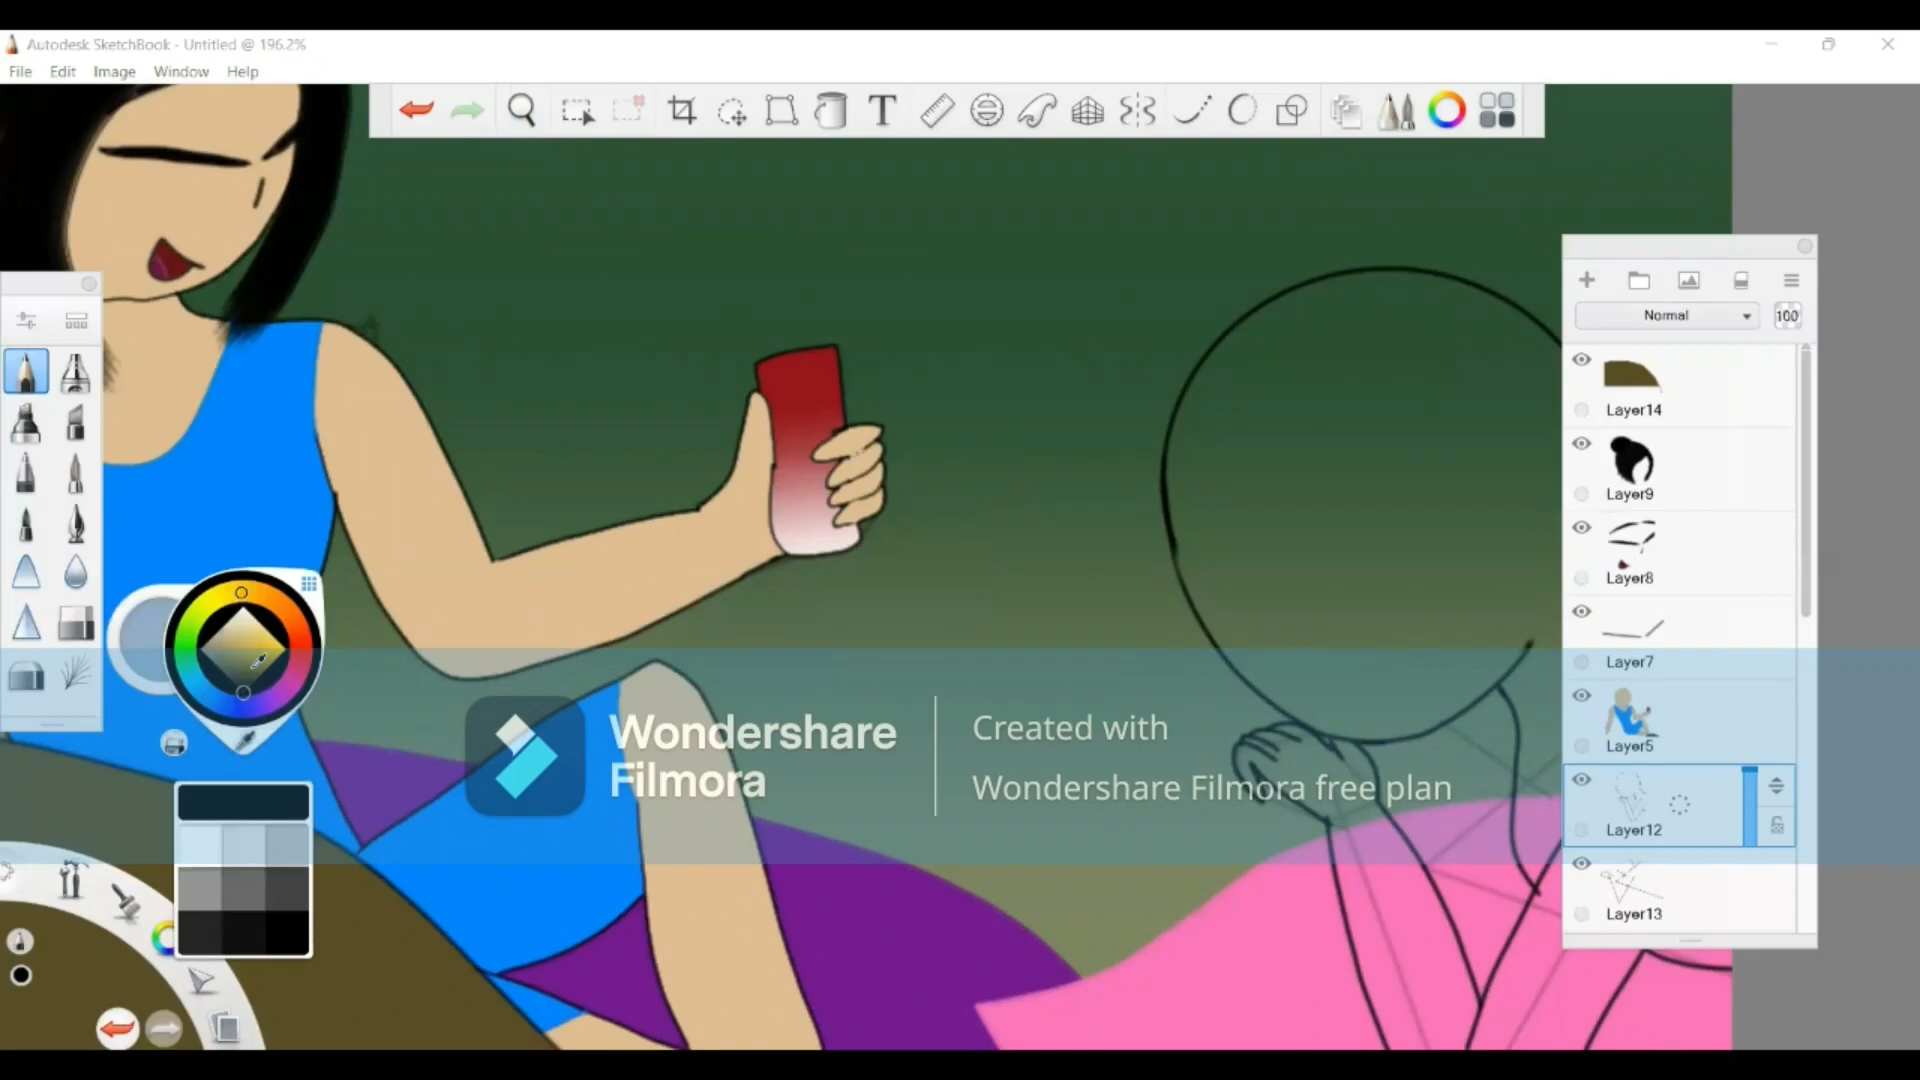 Autodesk SketchBook - Untitled @ 196.2%
File Edit Image Window Help
T
Normal 100
Layer14
Layer9
Layer8
Layer7
Layer5
Layer12
Layer13
Wondershare
Filmora
Created with
Wondershare Filmora free plan